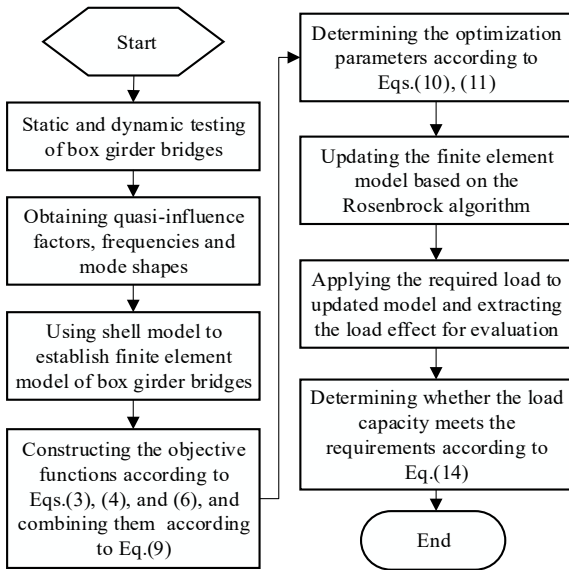 Start
Static and dynamic testing
of box girder bridges
Obtaining quasi-influence
factors, frequencies and
mode shapes
Using shell model to
establish finite element
model of box girder bridges
Constructing the objective
functions according to
Eqs.(3), (4), and (6), and
combining them according
to Eq.(9)
Determining the optimization
parameters according to
Eqs.(10), (11)
Updating the finite element
model based on the
Rosenbrock algorithm
Applying the required load to
updated model and extracting
the load effect for evaluation
Determining whether the load
capacity meets the
requirements according to
Eq.(14)
End